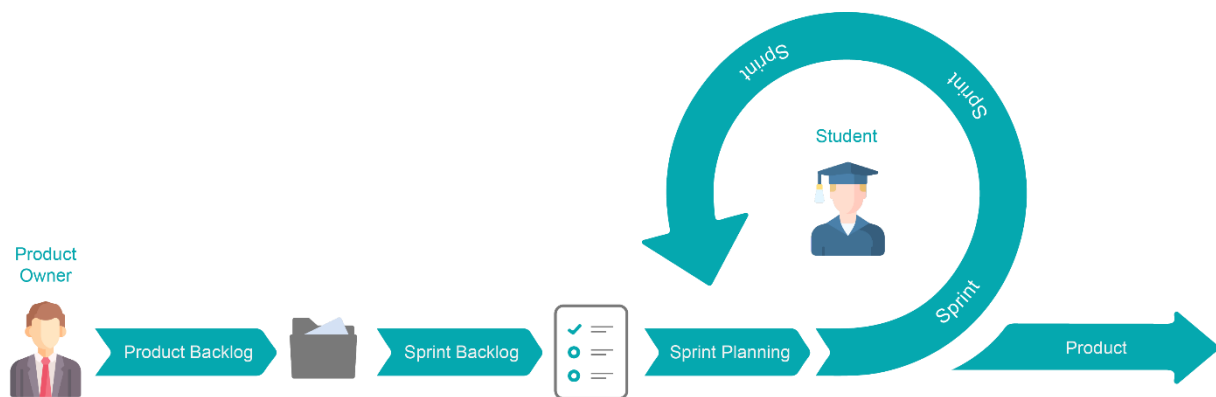 Product
Owner
Product Backlog
Sprint Backlog
Sprint Planning
Sprint
Sprint
Sprint
Student
Product